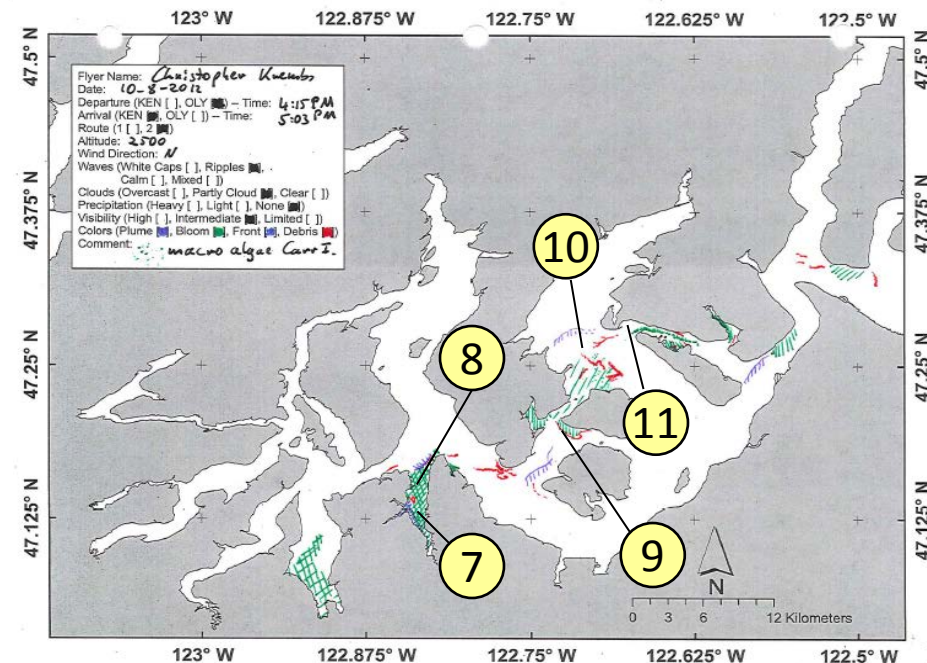 123° W 122.875° W 122.75° W 122.625° W 122.5° W
47.5° N 47.5° N
Flyer Name: Christopher Krembs
Date: 10-8-2012
Departure (KEN [ ], OLY [■]) – Time: 4:15 PM
Arrival (KEN [■], OLY [ ]) – Time: 5:03 PM
Route (1 [ ], 2 [■])
Altitude: 2500
Wind Direction: N
Waves (White Caps [ ], Ripples [■],
Calm [ ], Mixed [ ])
Clouds (Overcast [ ], Partly Cloud [■], Clear [ ])
Precipitation (Heavy [ ], Light [ ], None [■])
Visibility (High [ ], Intermediate [■], Limited [ ])
Colors (Plume [■], Bloom [■], Front [■], Debris [■])
Comment: macro algae Carr I.
47.375° N 47.375° N
10
8
47.25° N 47.25° N
11
47.125° N 47.125° N
7
9
N
0 3 6 12 Kilometers
123° W 122.875° W 122.75° W 122.625° W 122.5° W